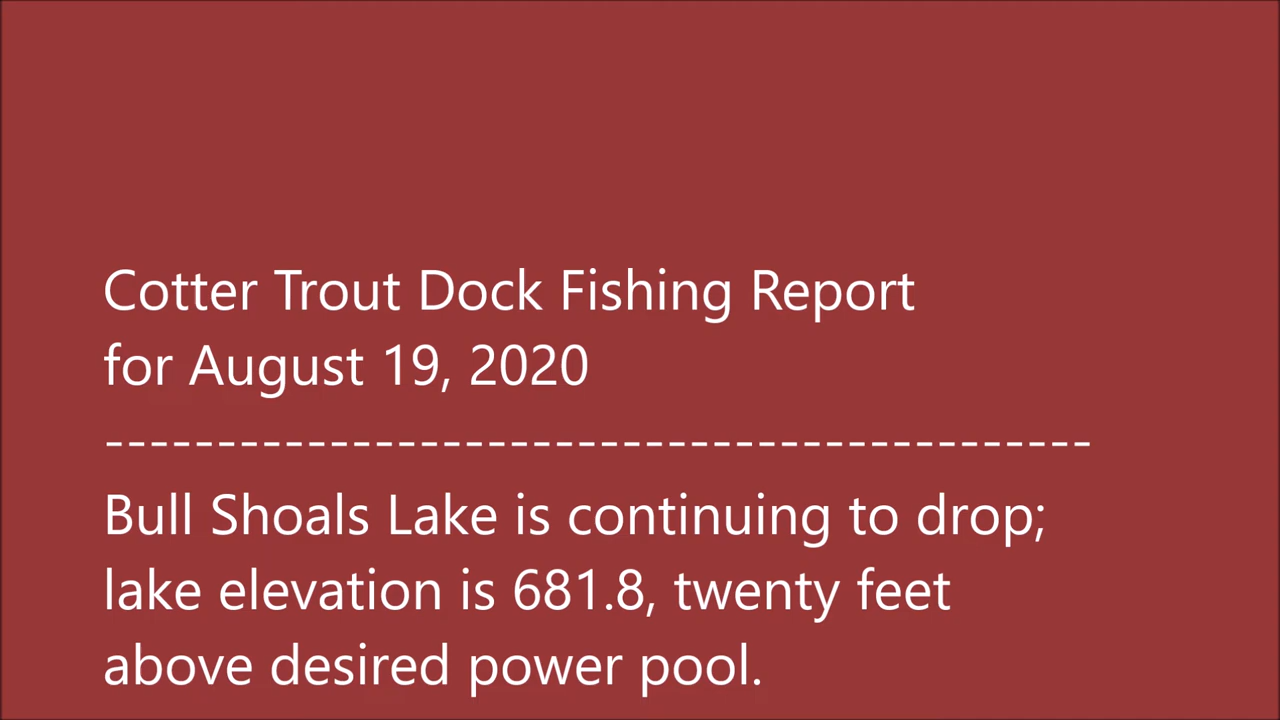 Cotter Trout Dock Fishing Report
for August 19, 2020
--------------------------------------------
Bull Shoals Lake is continuing to drop;
lake elevation is 681.8, twenty feet
above desired power pool.